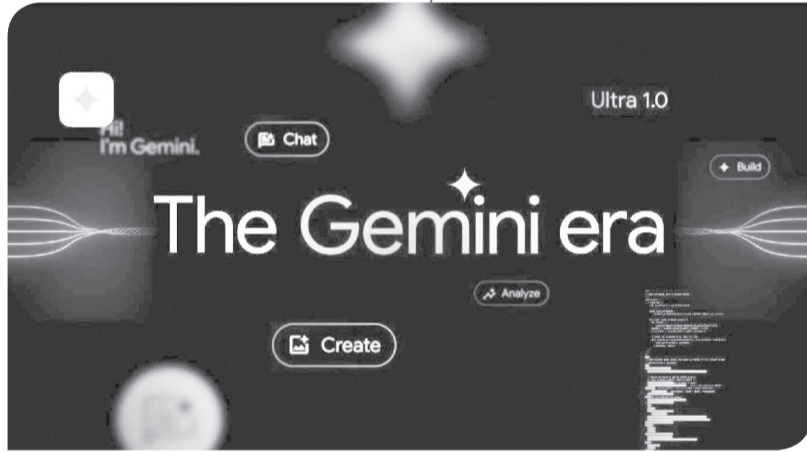 Ultra 1.0
Hi!
I'm Gemini.
Chat
Build
The Gemini era
Analyze
Create